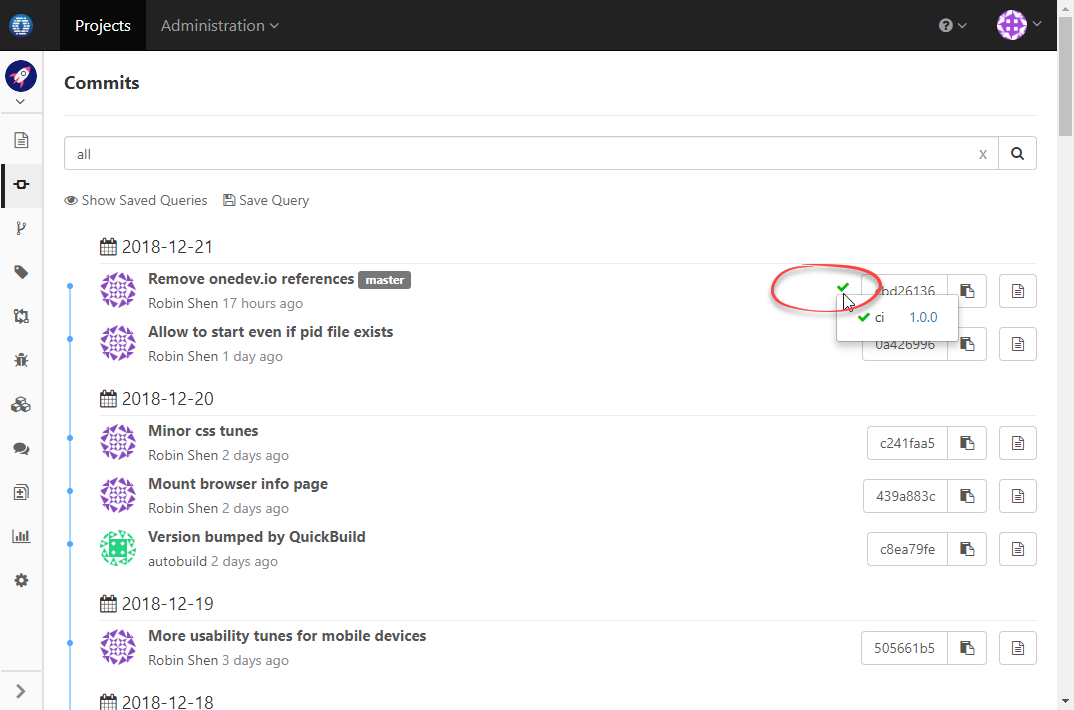 Projects Administration
Commits
all x
Show Saved Queries Save Query
2018-12-21
Remove onedev.io references master
bd26136
Robin Shen 17 hours ago
ci 1.0.0
Allow to start even if pid file exists
0a426996
Robin Shen 1 day ago
2018-12-20
Minor css tunes
c241faa5
Robin Shen 2 days ago
Mount browser info page
439a883c
Robin Shen 2 days ago
Version bumped by QuickBuild
c8ea79fe
autobuild 2 days ago
2018-12-19
More usability tunes for mobile devices
505661b5
Robin Shen 3 days ago
2018-12-18